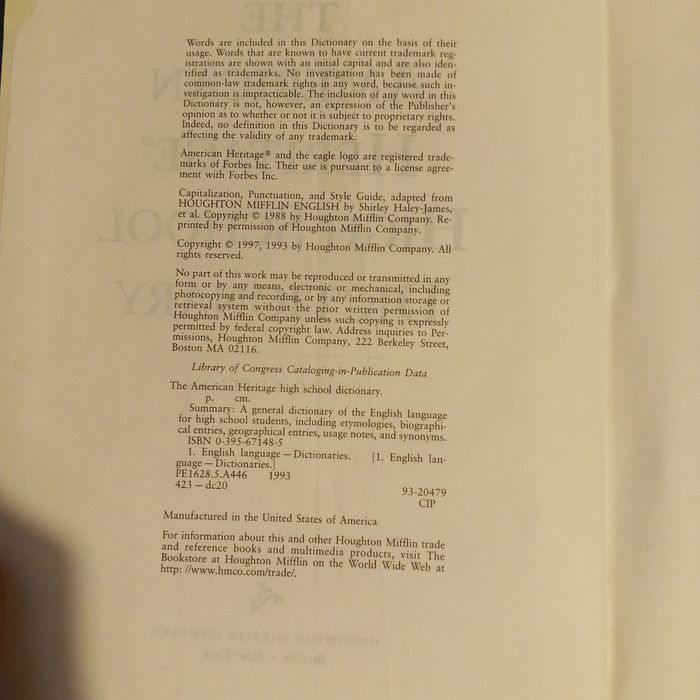 Words are included in this Dictionary on the basis of their
usage. Words that are known to have current trademark reg-
istrations are shown with an initial capital and are also iden-
tified as trademarks. No investigation has been made of
common-law trademark rights in any word, because such in-
vestigation is impracticable. The inclusion of any word in this
Dictionary is not, however, an expression of the Publisher's
opinion as to whether or not it is subject to proprietary rights.
Indeed, no definition in this Dictionary is to be regarded as
affecting the validity of any trademark.
American Heritage® and the eagle logo are registered trade-
marks of Forbes Inc. Their use is pursuant to a license agree-
ment with Forbes Inc.
Capitalization, Punctuation, and Style Guide, adapted from
HOUGHTON MIFFLIN ENGLISH by Shirley Haley-James,
et al. Copyright © 1988 by Houghton Mifflin Company. Re-
printed by permission of Houghton Mifflin Company.
Copyright © 1997, 1993 by Houghton Mifflin Company. All
rights reserved.
No part of this work may be reproduced or transmitted in any
form or by any means, electronic or mechanical, including
photocopying and recording, or by any information storage or
retrieval system without the prior written permission of
Houghton Mifflin Company unless such copying is expressly
permitted by federal copyright law. Address inquiries to Per-
missions, Houghton Mifflin Company, 222 Berkeley Street,
Boston MA 02116.
Library of Congress Cataloging-in-Publication Data
The American Heritage high school dictionary.
p. cm.
Summary: A general dictionary of the English language
for high school students, including etymologies, biographi-
cal entries, geographical entries, usage notes, and synonyms.
ISBN 0-395-67148-5
1. English language — Dictionaries. [1. English lan-
guage — Dictionaries.]
PE1628.5.A446 1993
423 — dc20 93-20479
CIP
Manufactured in the United States of America
For information about this and other Houghton Mifflin trade
and reference books and multimedia products, visit The
Bookstore at Houghton Mifflin on the World Wide Web at
http: //www.hmco.com/trade/.